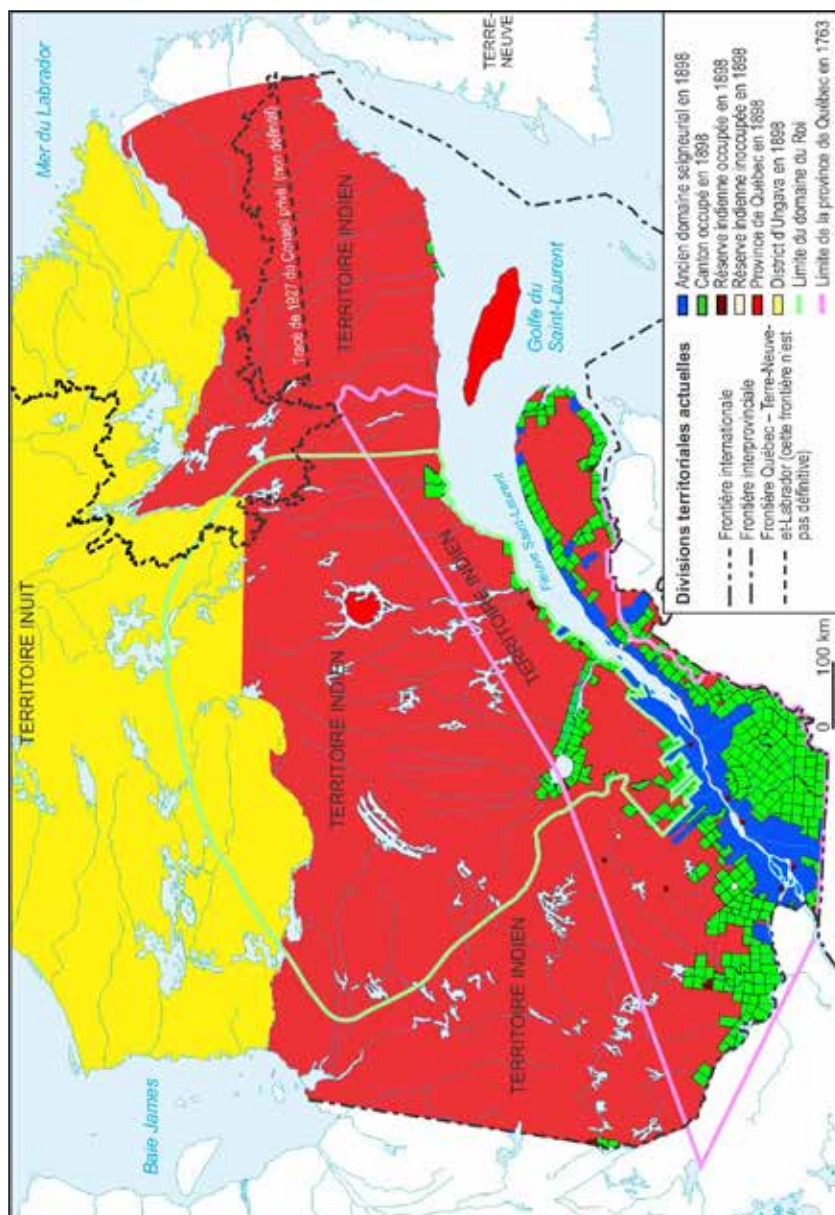 Mer du Labrador
TERRE-
NEUVE
TERRITOIRE INUIT
Tracé de 1927 du Conseil privé (non définitif)
TERRITOIRE INDIEN
Golfe du
Saint-Laurent
Baie James
TERRITOIRE INDIEN
TERRITOIRE INDIEN
Fleuve Saint-Laurent
TERRITOIRE INDIEN
0 100 km
Divisions territoriales actuelles
Frontière internationale
Frontière interprovinciale
Frontière Québec – Terre-Neuve-
et-Labrador (cette frontière n'est
pas définitive)
Ancien domaine seigneurial en 1898
Canton occupé en 1898
Réserve indienne occupée en 1898
Réserve indienne inoccupée en 1898
Province de Québec en 1898
District d'Ungava en 1898
Limite du domaine du Roi
Limite de la province de Québec en 1763